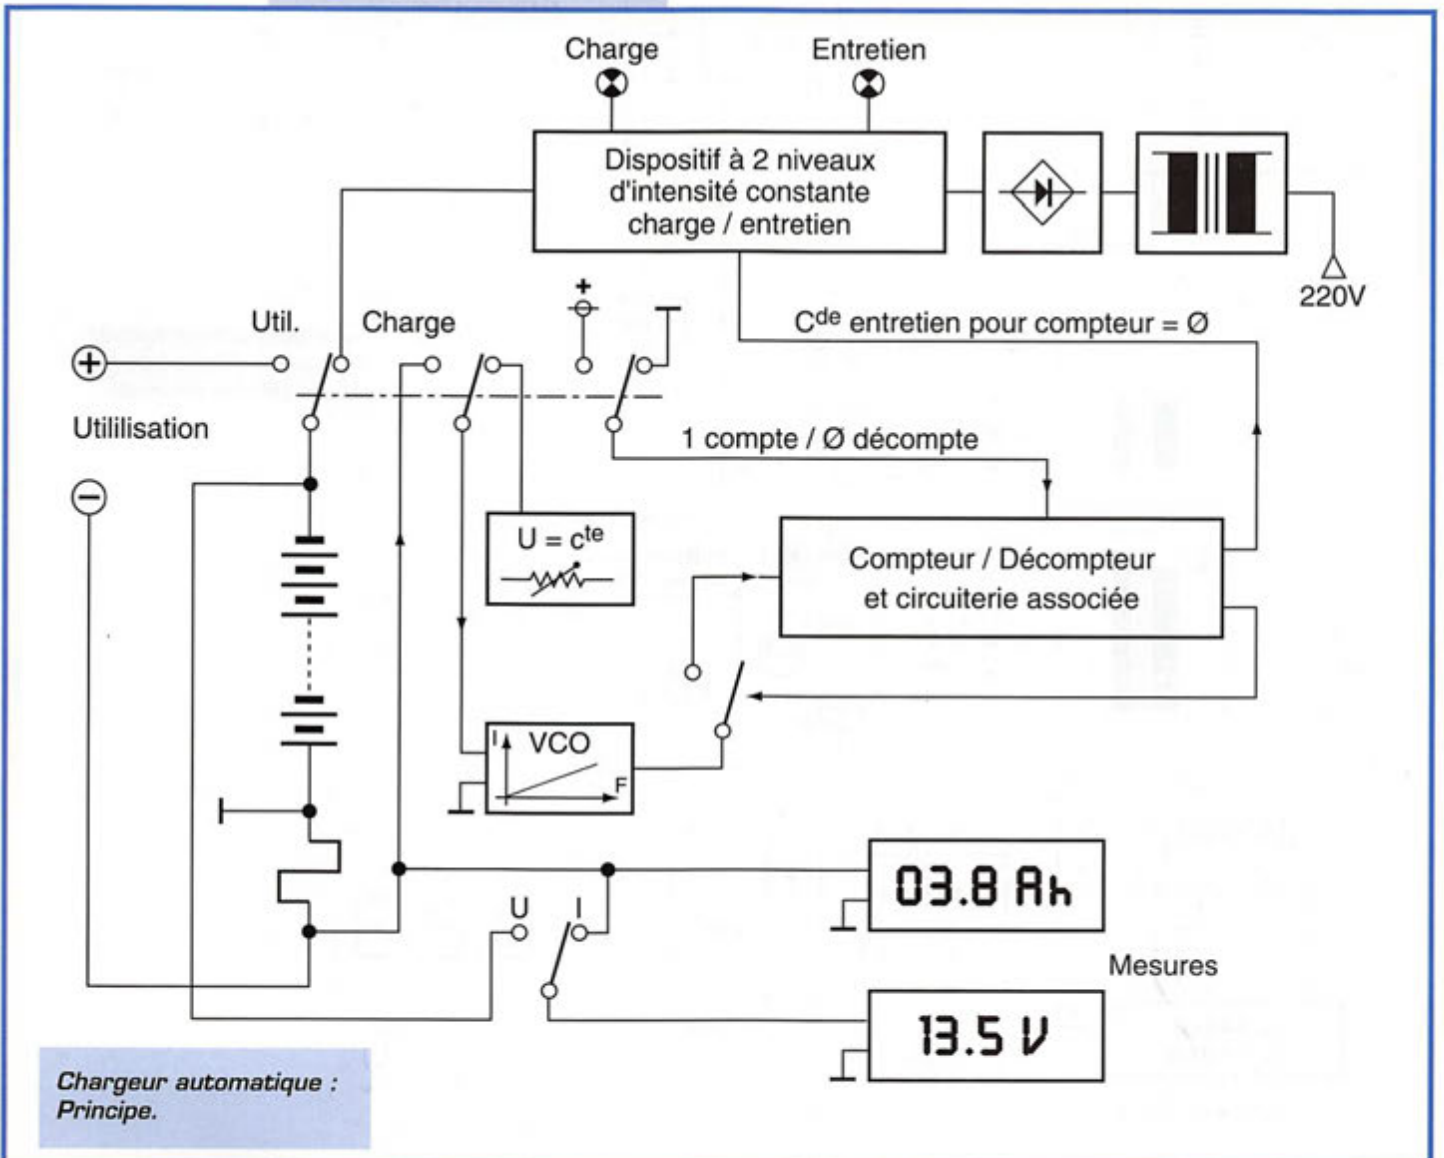 Charge
Entretien
Dispositif à 2 niveaux
d'intensité constante
charge / entretien
220V
+
Util.
Charge
Cde entretien pour compteur = Ø
+
Utililisation
1 compte / Ø décompte
−
U = cte
Compteur / Décompteur
et circuiterie associée
I
VCO
F
03.8 Ah
U
I
Mesures
13.5 V
Chargeur automatique :
Principe.